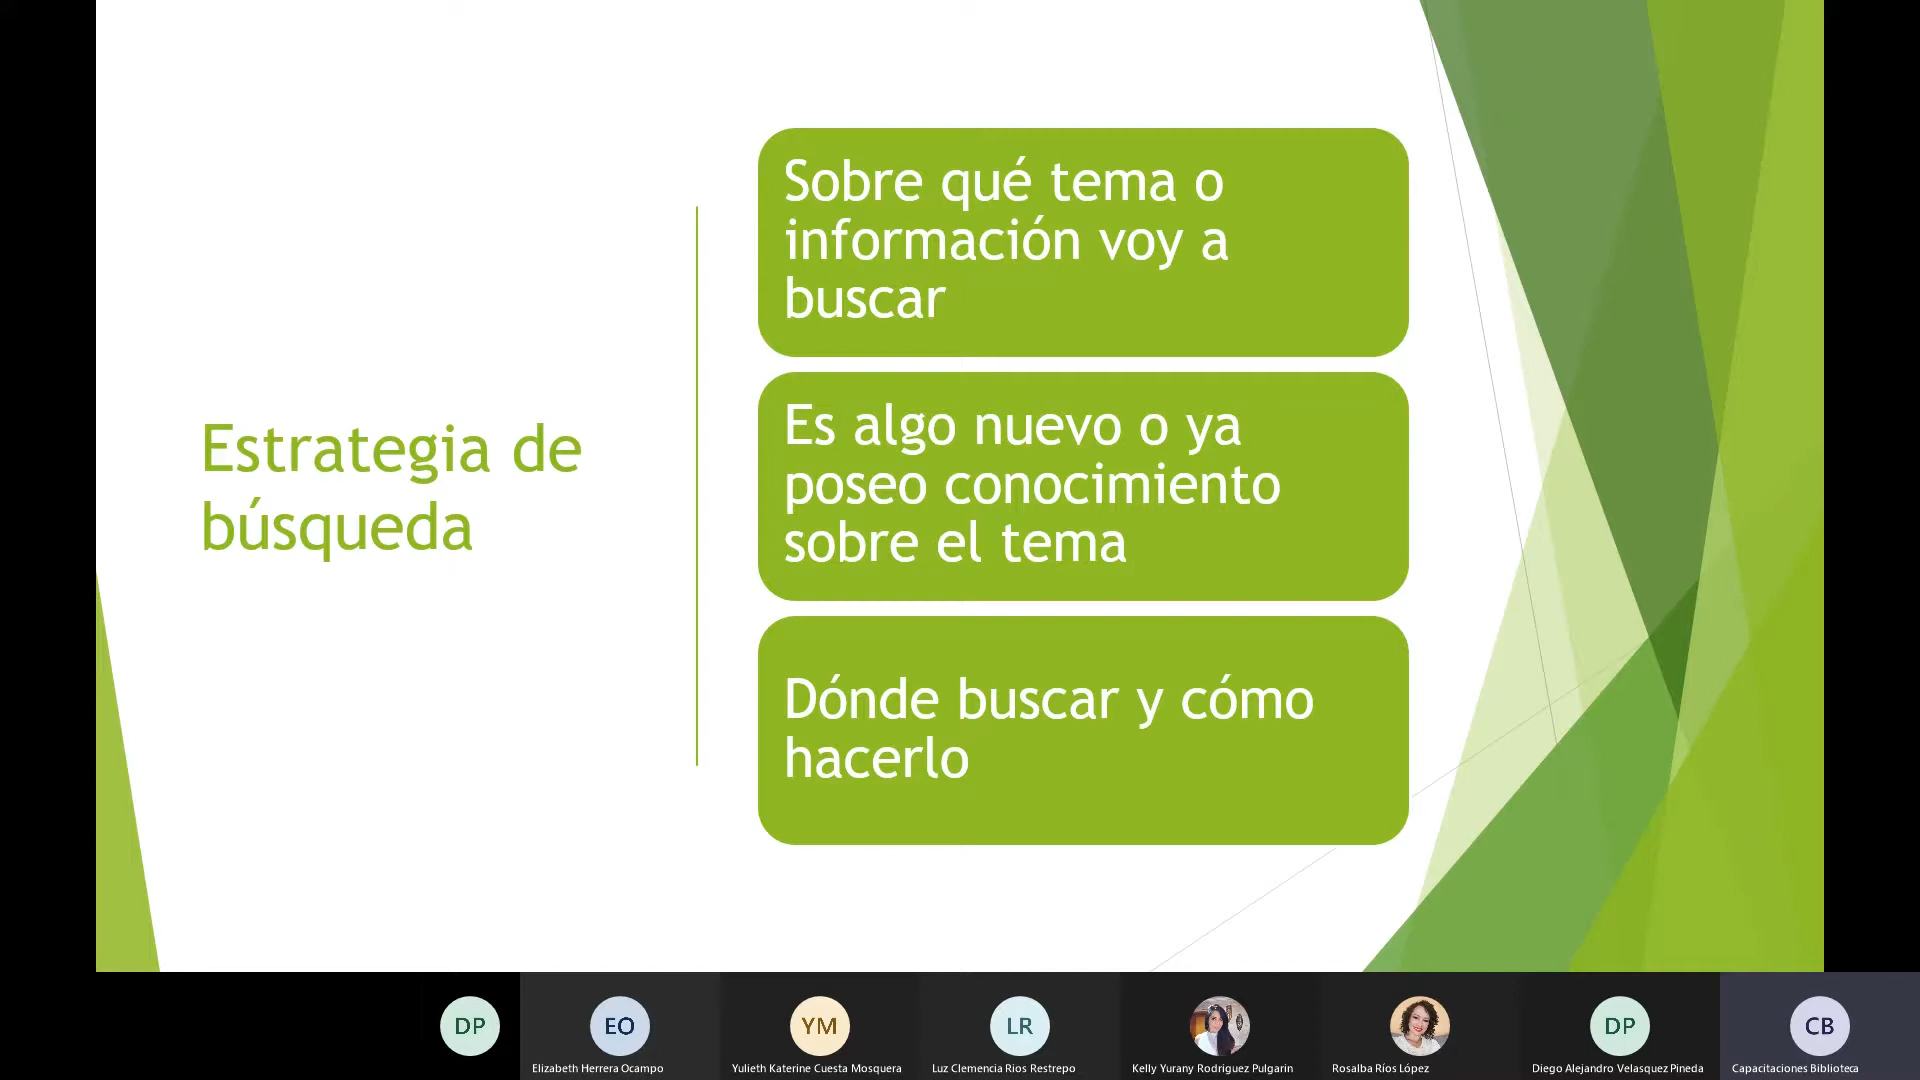 Estrategia de
búsqueda
Sobre qué tema o
información voy a
buscar
Es algo nuevo o ya
poseo conocimiento
sobre el tema
Dónde buscar y cómo
hacerlo
DP
EO
Elizabeth Herrera Ocampo
YM
Yulieth Katerine Cuesta Mosquera
LR
Luz Clemencia Rios Restrepo
Kelly Yurany Rodriguez Pulgarin
Rosalba Ríos López
DP
Diego Alejandro Velasquez Pineda
CB
Capacitaciones Biblioteca